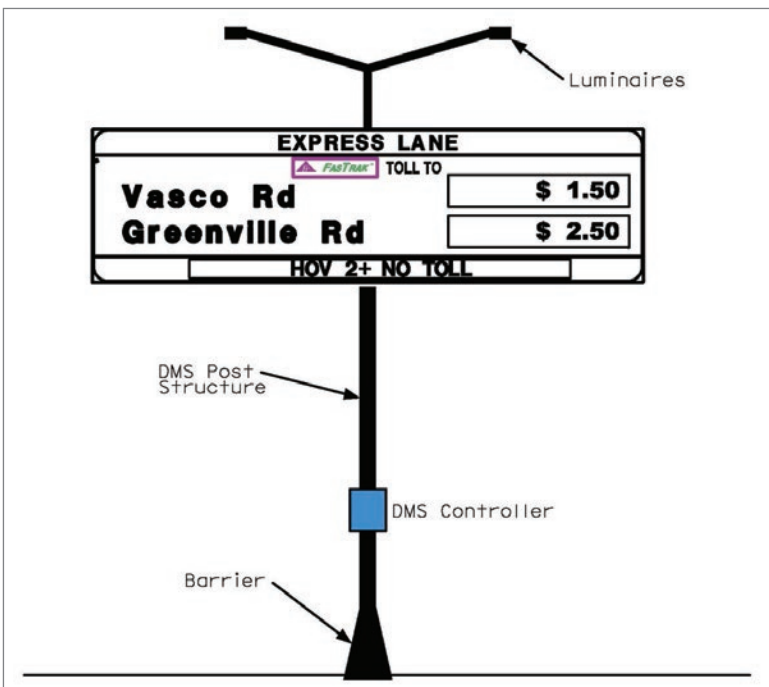 Luminaires
EXPRESS LANE
FASTRAK™ TOLL TO
Vasco Rd $ 1.50
Greenville Rd $ 2.50
HOV 2+ NO TOLL
DMS Post
Structure
DMS Controller
Barrier